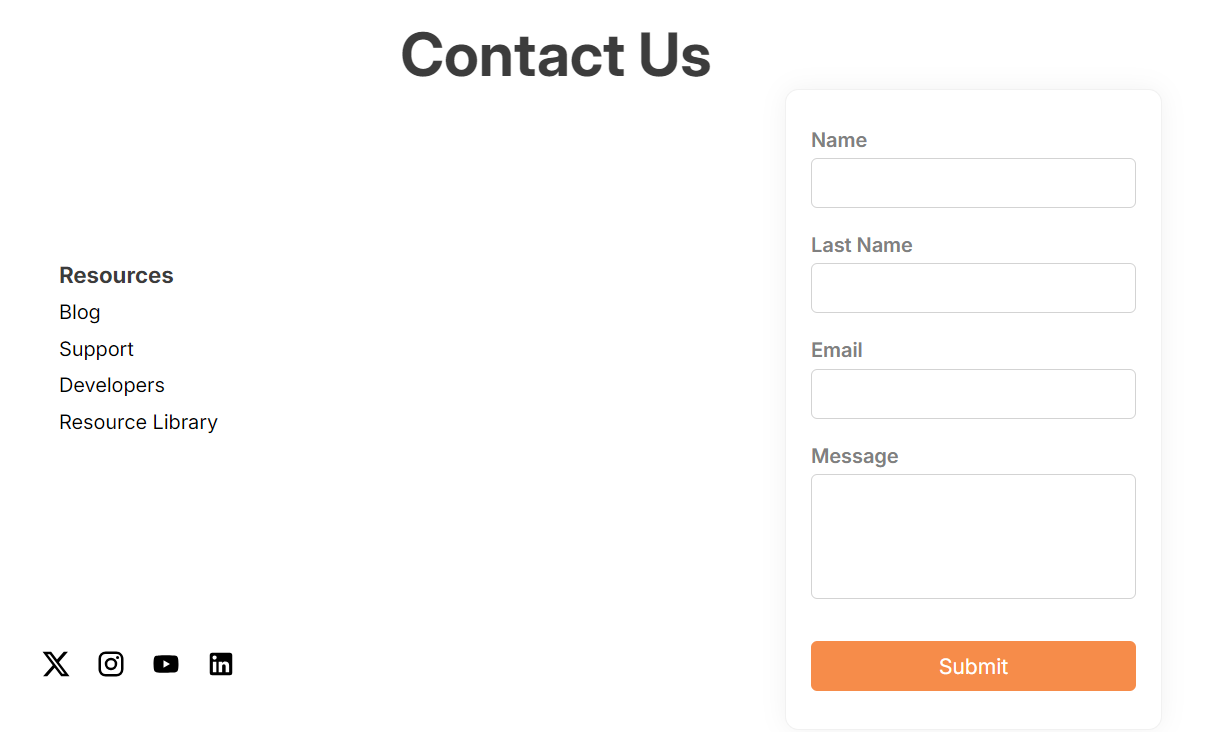 Contact Us
Resources
Blog
Support
Developers
Resource Library
Name
Last Name
Email
Message
Submit